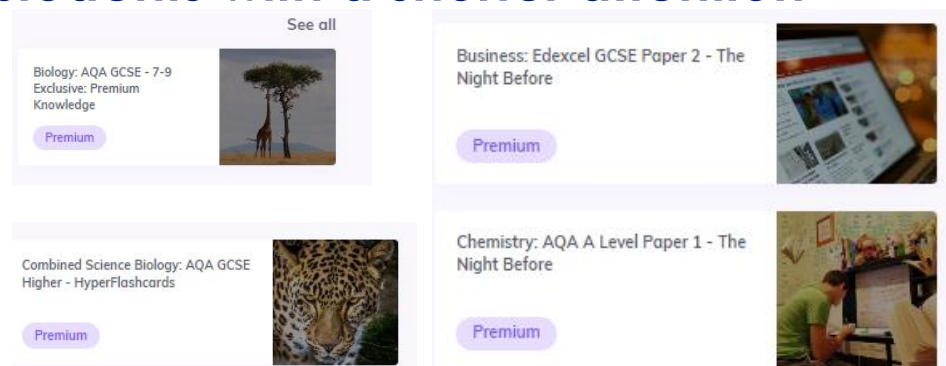 See all
Biology: AQA GCSE - 7-9
Exclusive: Premium
Knowledge
Premium
Combined Science Biology: AQA GCSE
Higher - HyperFlashcards
Premium
Business: Edexcel GCSE Paper 2 - The
Night Before
Premium
Chemistry: AQA A Level Paper 1 - The
Night Before
Premium